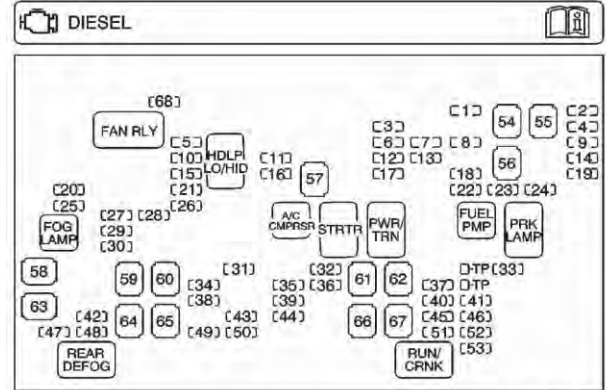 DIESEL
[68]
FAN RLY
[1] 54 55 [2]
[3] [4]
[5] HDLP LO/HID [6] [7] [8] [9]
[10] [11] [12] [13] 56 [14]
[15] [16] 57 [17] [18] [19]
[20] [21] [22] [23] [24]
[25] [26]
FOG LAMP [27] [28] A/C CMPRSR STRTR PWR/TRN FUEL PMP PRK LAMP
[29]
[30]
58 59 60 [31] [32] 61 62 D-TP [33]
[34] [35] [36] [37] D-TP
63 [38] [39] [40] [41]
[42] 64 65 [43] [44] 66 67 [45] [46]
[47] [48] [49] [50] [51] [52]
REAR DEFOG RUN/CRNK [53]